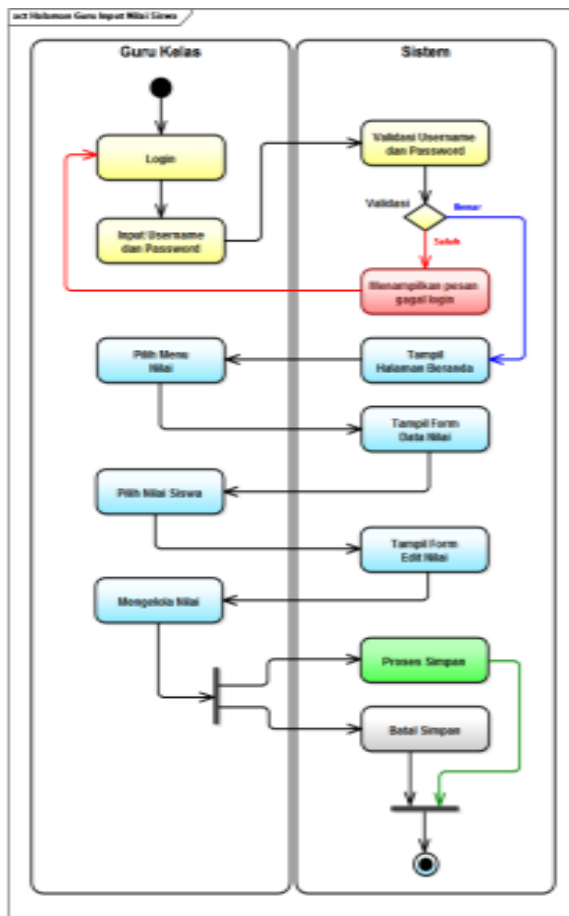 act Halaman Guru Input Nilai Siswa
Guru Kelas
Sistem
Login
Input Username
dan Password
Validasi Username
dan Password
Validasi
Benar
Salah
Menampilkan pesan
gagal login
Tampil
Halaman Beranda
Pilih Menu
Nilai
Tampil Form
Data Nilai
Pilih Nilai Siswa
Tampil Form
Edit Nilai
Mengelola Nilai
Proses Simpan
Batal Simpan